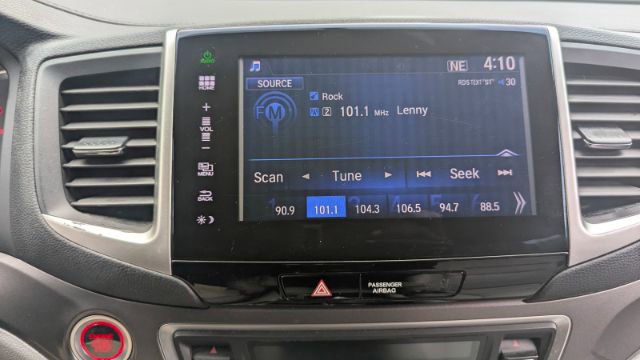 NE 4:10
SOURCE
RDS TEXT "ST" 30
Rock
FM
2 101.1 MHz Lenny
HOME
+
VOL
-
MENU
BACK
Scan Tune Seek
90.9 101.1 104.3 106.5 94.7 88.5
PASSENGER
AIRBAG